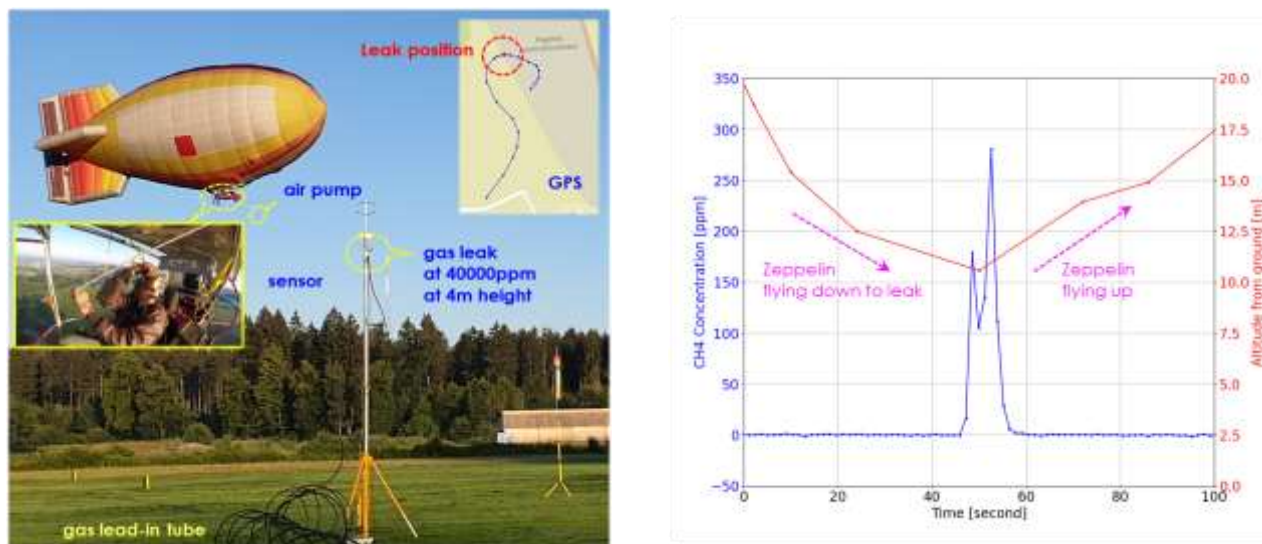 Leak position
GPS
air pump
gas leak
at 40000ppm
at 4m height
sensor
gas lead-in tube
350
300
250
200
150
100
50
0
−50
CH4 Concentration [ppm]
20.0
17.5
15.0
12.5
10.0
7.5
5.0
2.5
0.0
Altitude from ground [m]
Zeppelin
flying down to leak
Zeppelin
flying up
0 20 40 60 80 100
Time [second]